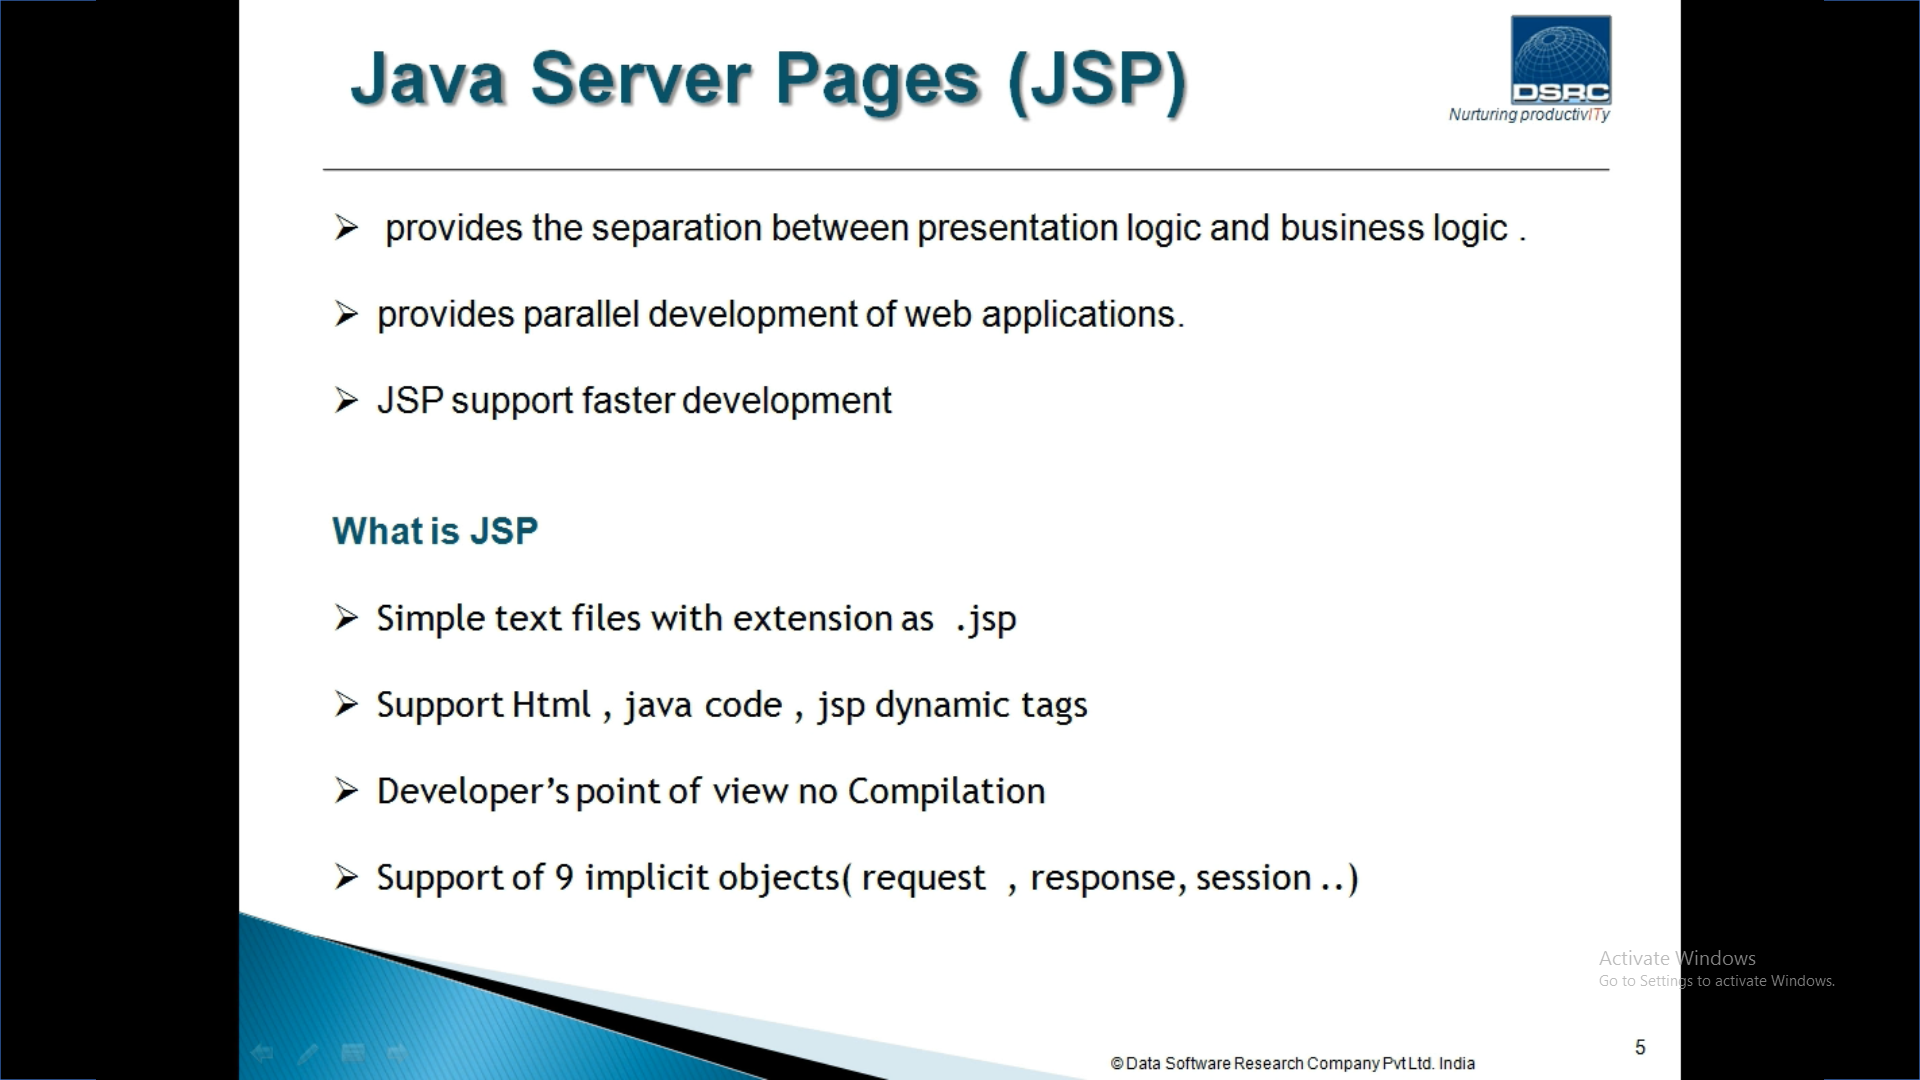 Java Server Pages (JSP)
DSRC
Nurturing productivITy
➢ provides the separation between presentation logic and business logic .
➢ provides parallel development of web applications.
➢ JSP support faster development
What is JSP
➢ Simple text files with extension as .jsp
➢ Support Html , java code , jsp dynamic tags
➢ Developer’s point of view no Compilation
➢ Support of 9 implicit objects( request , response, session ..)
Activate Windows
Go to Settings to activate Windows.
5
© Data Software Research Company Pvt Ltd. India